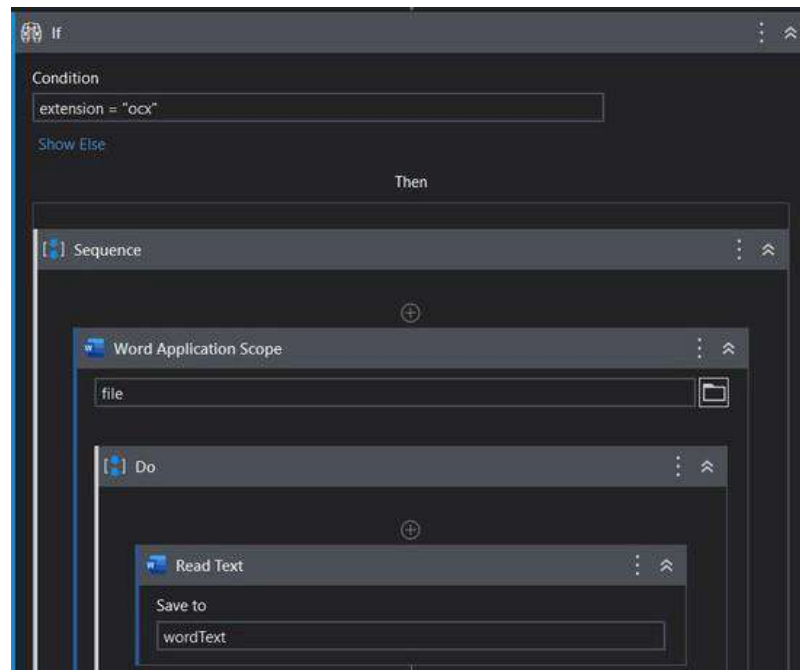 If
Condition
extension = "ocx"
Show Else
Then
Sequence
Word Application Scope
file
Do
Read Text
Save to
wordText